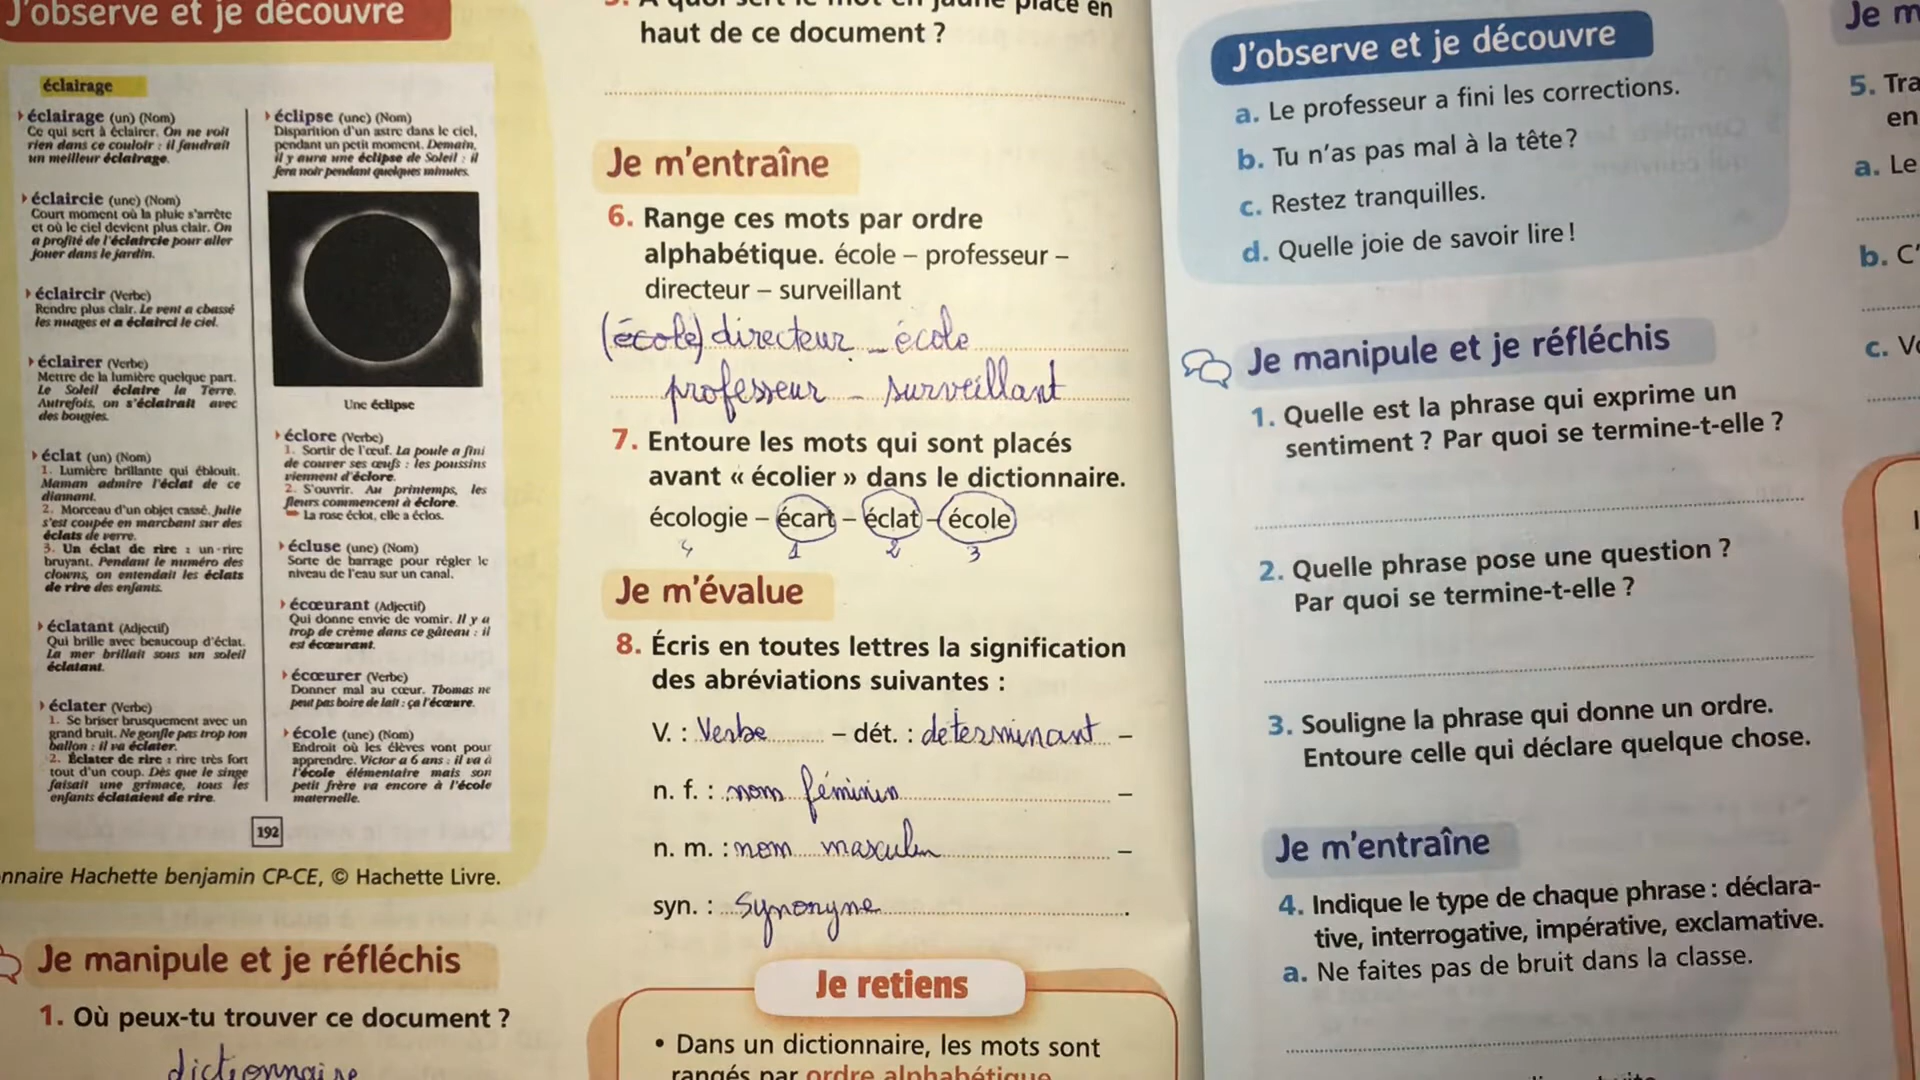 J'observe et je découvre
éclairage
éclairage (un) (Nom)
Ce qui sert à éclairer. On ne voit
rien dans ce couloir : il faudrait
un meilleur éclairage.
éclaircie (une) (Nom)
Court moment où la pluie s'arrête
et où le ciel devient plus clair. On
a profité de l'éclaircie pour aller
jouer dans le jardin.
éclaircir (Verbe)
Rendre plus clair. Le vent a chassé
les nuages et a éclairci le ciel.
éclairer (Verbe)
Mettre de la lumière quelque part.
Le Soleil éclaire la Terre.
Autrefois, on s'éclairait avec
des bougies.
éclat (un) (Nom)
1. Lumière brillante qui éblouit.
Maman admire l'éclat de ce
diamant.
2. Morceau d'un objet cassé. Julie
s'est coupée en marchant sur des
éclats de verre.
3. Un éclat de rire : un rire
bruyant. Pendant le numéro des
clowns, on entendait les éclats
de rire des enfants.
éclatant (Adjectif)
Qui brille avec beaucoup d'éclat.
La mer brillait sous un soleil
éclatant.
éclater (Verbe)
1. Se briser brusquement avec un
grand bruit. Ne gonfle pas trop ton
ballon : il va éclater.
2. Éclater de rire : rire très fort
tout d'un coup. Dès que le singe
faisait une grimace, tous les
enfants éclataient de rire.
éclipse (une) (Nom)
Disparition d'un astre dans le ciel,
pendant un petit moment. Demain,
il y aura une éclipse de Soleil : il
fera noir pendant quelques minutes.
Une éclipse
éclore (Verbe)
1. Sortir de l'œuf. La poule a fini
de couver ses œufs : les poussins
viennent d'éclore.
2. S'ouvrir. Au printemps, les
fleurs commencent à éclore.
La rose éclot, elle a éclos.
écluse (une) (Nom)
Sorte de barrage pour régler le
niveau de l'eau sur un canal.
écœurant (Adjectif)
Qui donne envie de vomir. Il y a
trop de crème dans ce gâteau : il
est écœurant.
écœurer (Verbe)
Donner mal au cœur. Thomas ne
peut pas boire de lait : ça l'écœure.
école (une) (Nom)
Endroit où les élèves vont pour
apprendre. Victor a 6 ans : il va à
l'école élémentaire mais son
petit frère va encore à l'école
maternelle.
192
nnaire Hachette benjamin CP-CE, © Hachette Livre.
Je manipule et je réfléchis
1. Où peux-tu trouver ce document ?
dictionnaire
3. A quoi sert le mot en jaune placé en
haut de ce document ?
Je m'entraîne
6. Range ces mots par ordre
alphabétique. école – professeur –
directeur – surveillant
(école) directeur – école
professeur – surveillant
7. Entoure les mots qui sont placés
avant « écolier » dans le dictionnaire.
écologie – écart – éclat – école
4 1 2 3
Je m'évalue
8. Écris en toutes lettres la signification
des abréviations suivantes :
V. : Verbe – dét. : déterminant –
n. f. : nom féminin –
n. m. : nom masculin –
syn. : Synonyne.
Je retiens
• Dans un dictionnaire, les mots sont
rangés par ordre alphabétique
J'observe et je découvre
a. Le professeur a fini les corrections.
b. Tu n'as pas mal à la tête ?
c. Restez tranquilles.
d. Quelle joie de savoir lire !
Je manipule et je réfléchis
1. Quelle est la phrase qui exprime un
sentiment ? Par quoi se termine-t-elle ?
2. Quelle phrase pose une question ?
Par quoi se termine-t-elle ?
3. Souligne la phrase qui donne un ordre.
Entoure celle qui déclare quelque chose.
Je m'entraîne
4. Indique le type de chaque phrase : déclara-
tive, interrogative, impérative, exclamative.
a. Ne faites pas de bruit dans la classe.
Je m
5. Tra
en
a. Le
b. C'
c. Vo